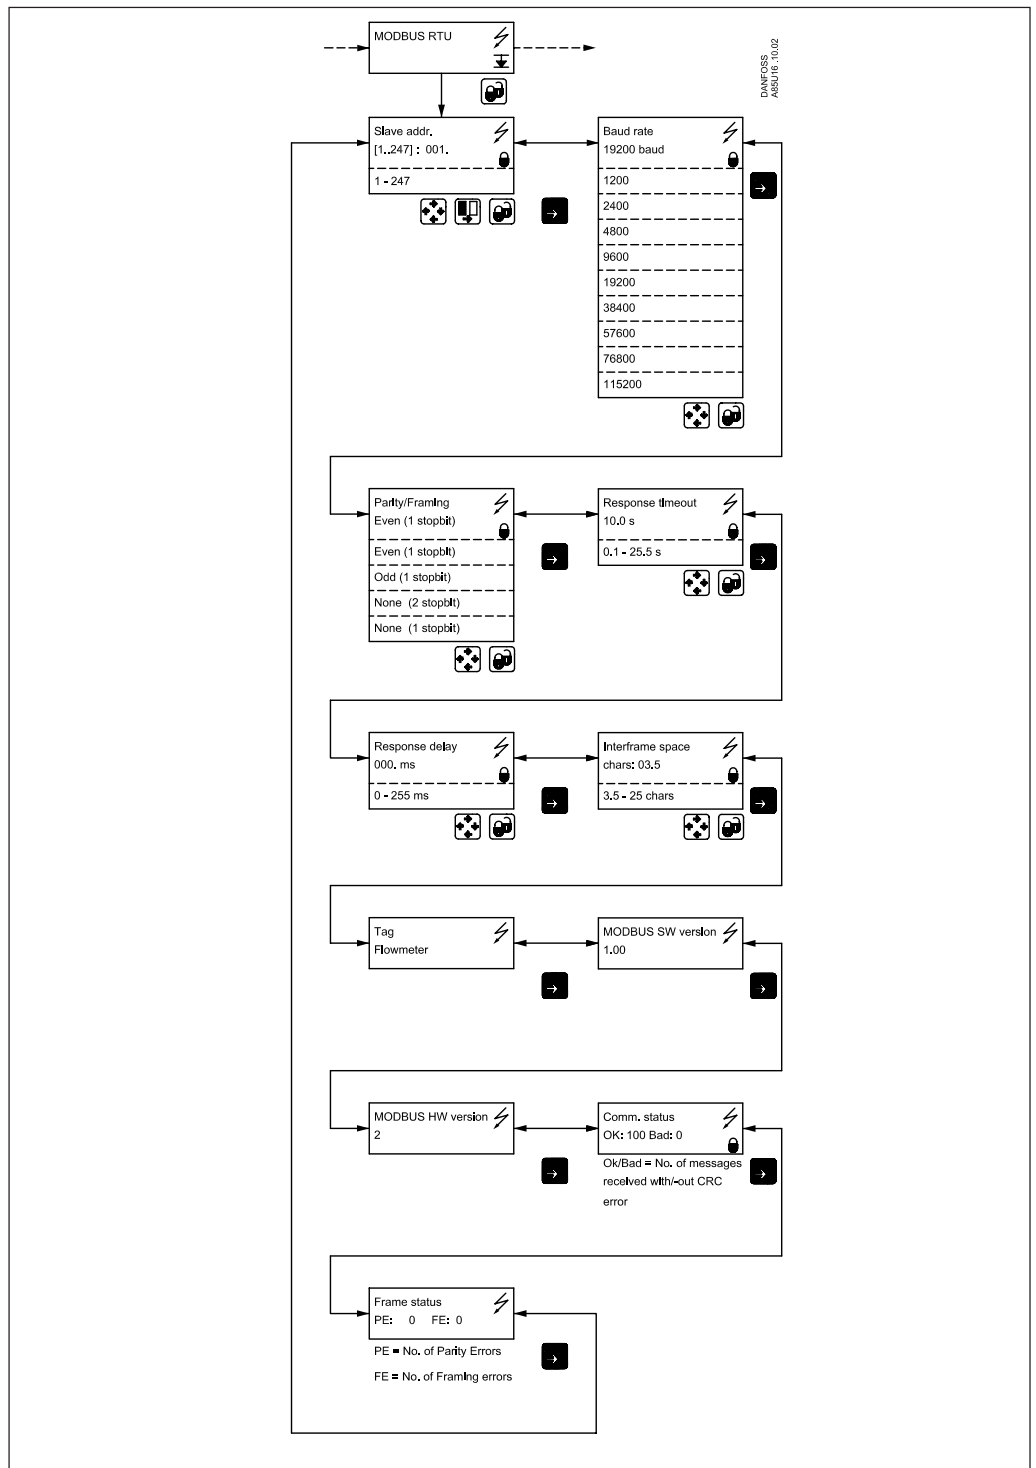 MODBUS RTU
DANFOSS
A85U16 .10.02
Slave addr.
[1..247] : 001.
1 - 247
Baud rate
19200 baud
1200
2400
4800
9600
19200
38400
57600
76800
115200
Parity/Framing
Even (1 stopbit)
Even (1 stopbit)
Odd (1 stopbit)
None (2 stopbit)
None (1 stopbit)
Response timeout
10.0 s
0.1 - 25.5 s
Response delay
000. ms
0 - 255 ms
Interframe space
chars: 03.5
3.5 - 25 chars
Tag
Flowmeter
MODBUS SW version
1.00
MODBUS HW version
2
Comm. status
OK: 100 Bad: 0
Ok/Bad = No. of messages
received with/-out CRC
error
Frame status
PE: 0 FE: 0
PE = No. of Parity Errors
FE = No. of Framing errors